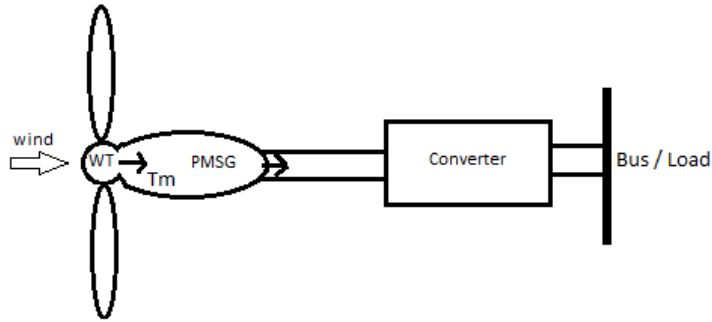 wind
WT
Tm
PMSG
Converter
Bus / Load